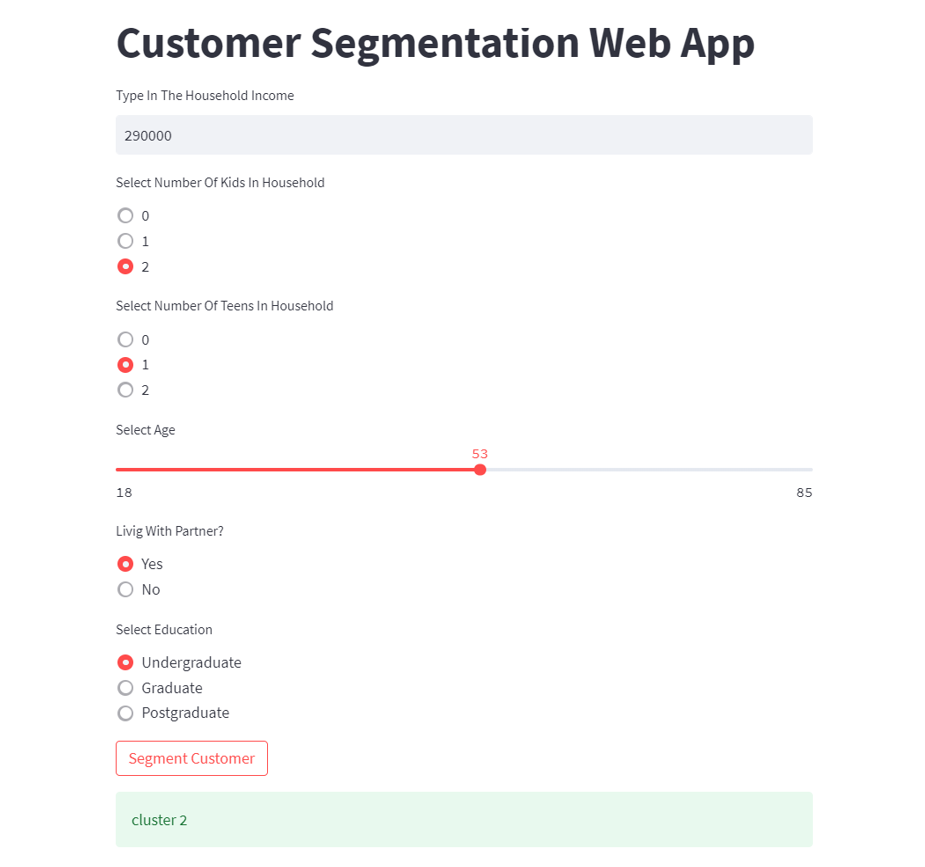 Customer Segmentation Web App
Type In The Household Income
290000
Select Number Of Kids In Household
0
1
2
Select Number Of Teens In Household
0
1
2
Select Age
53
18 85
Livig With Partner?
Yes
No
Select Education
Undergraduate
Graduate
Postgraduate
Segment Customer
cluster 2